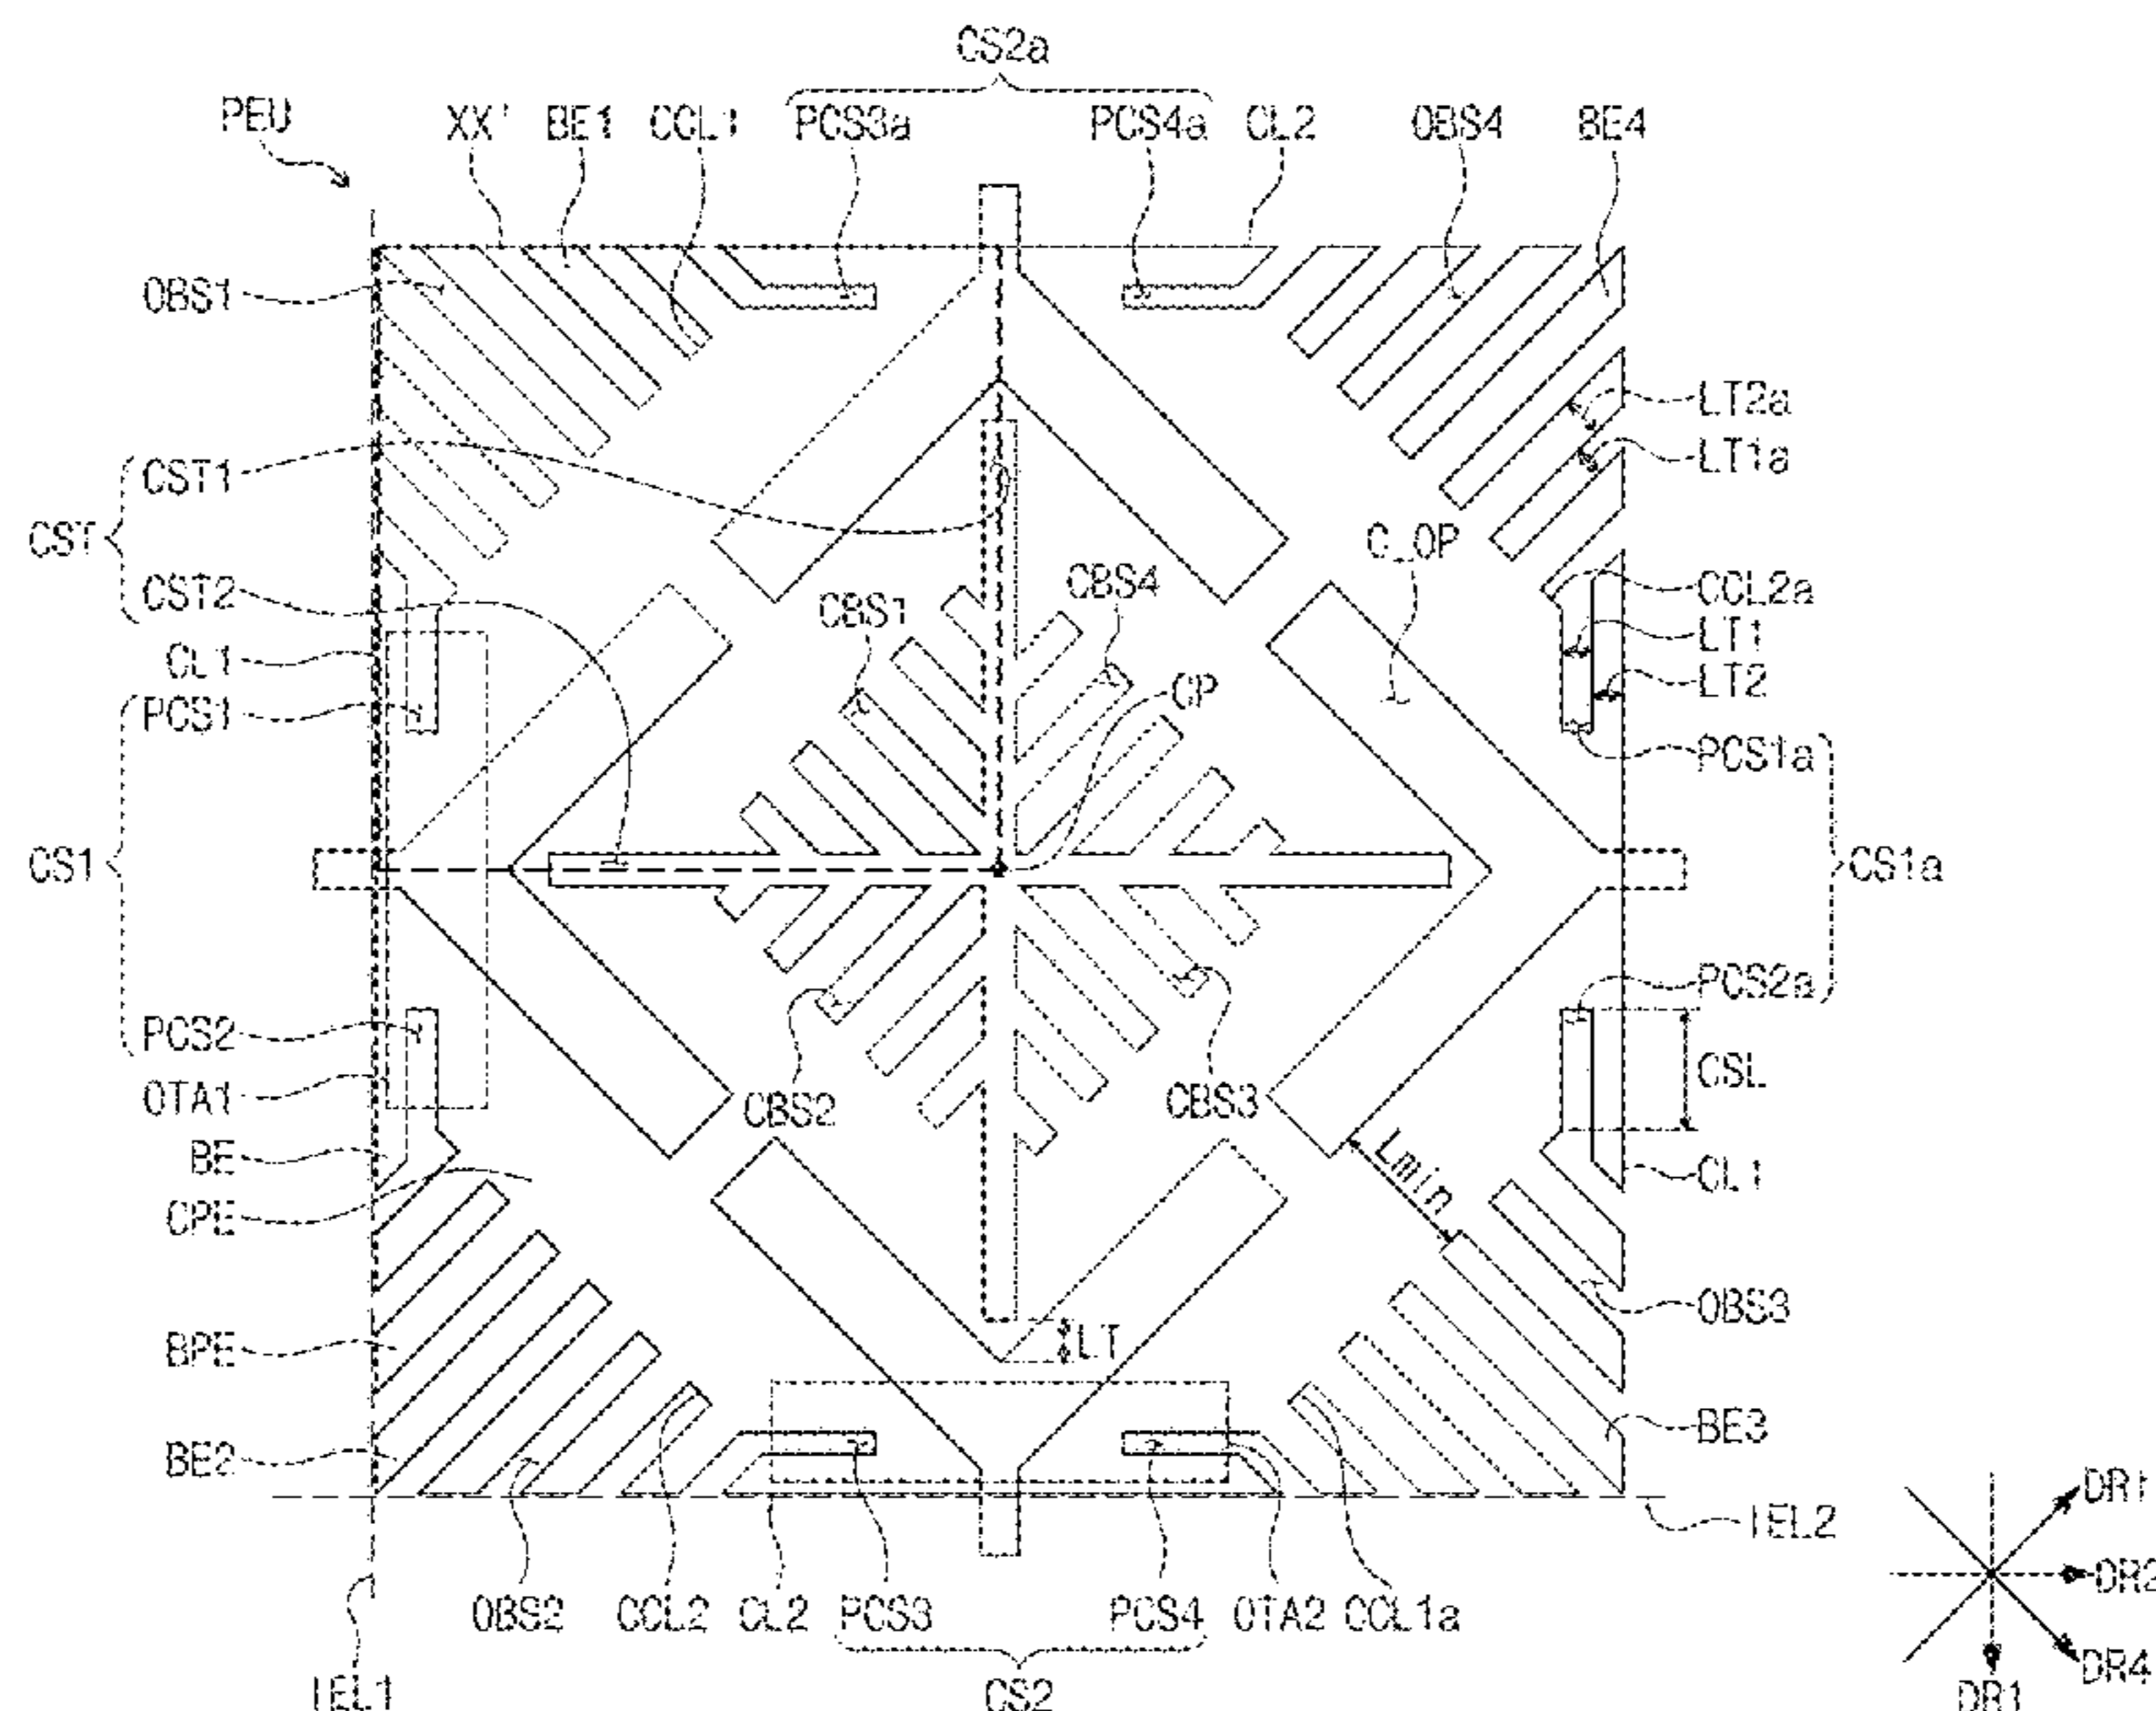 CS2a
PEU XX' BE1 CCL1 PCS3a PCS4a CL2 OBS4 BE4
OBS1
LT2a
CST1 LT1a
CST G_OP
CST2 CBS1 CBS4 CCL2a
LT1
CL1 LT2
PCS1 CP
PCS1a
CS1 CS1a
PCS2 PCS2a
CSL
OTA1 CBS2 CBS3
BE Lmin CL1
CPE
OBS3
BPE LT
BE3
BE2
DR1
IEL2
DR2
OBS2 CCL2 CL2 PCS3 PCS4 OTA2 CCL1a
DR4
IEL1 CS2 DR1